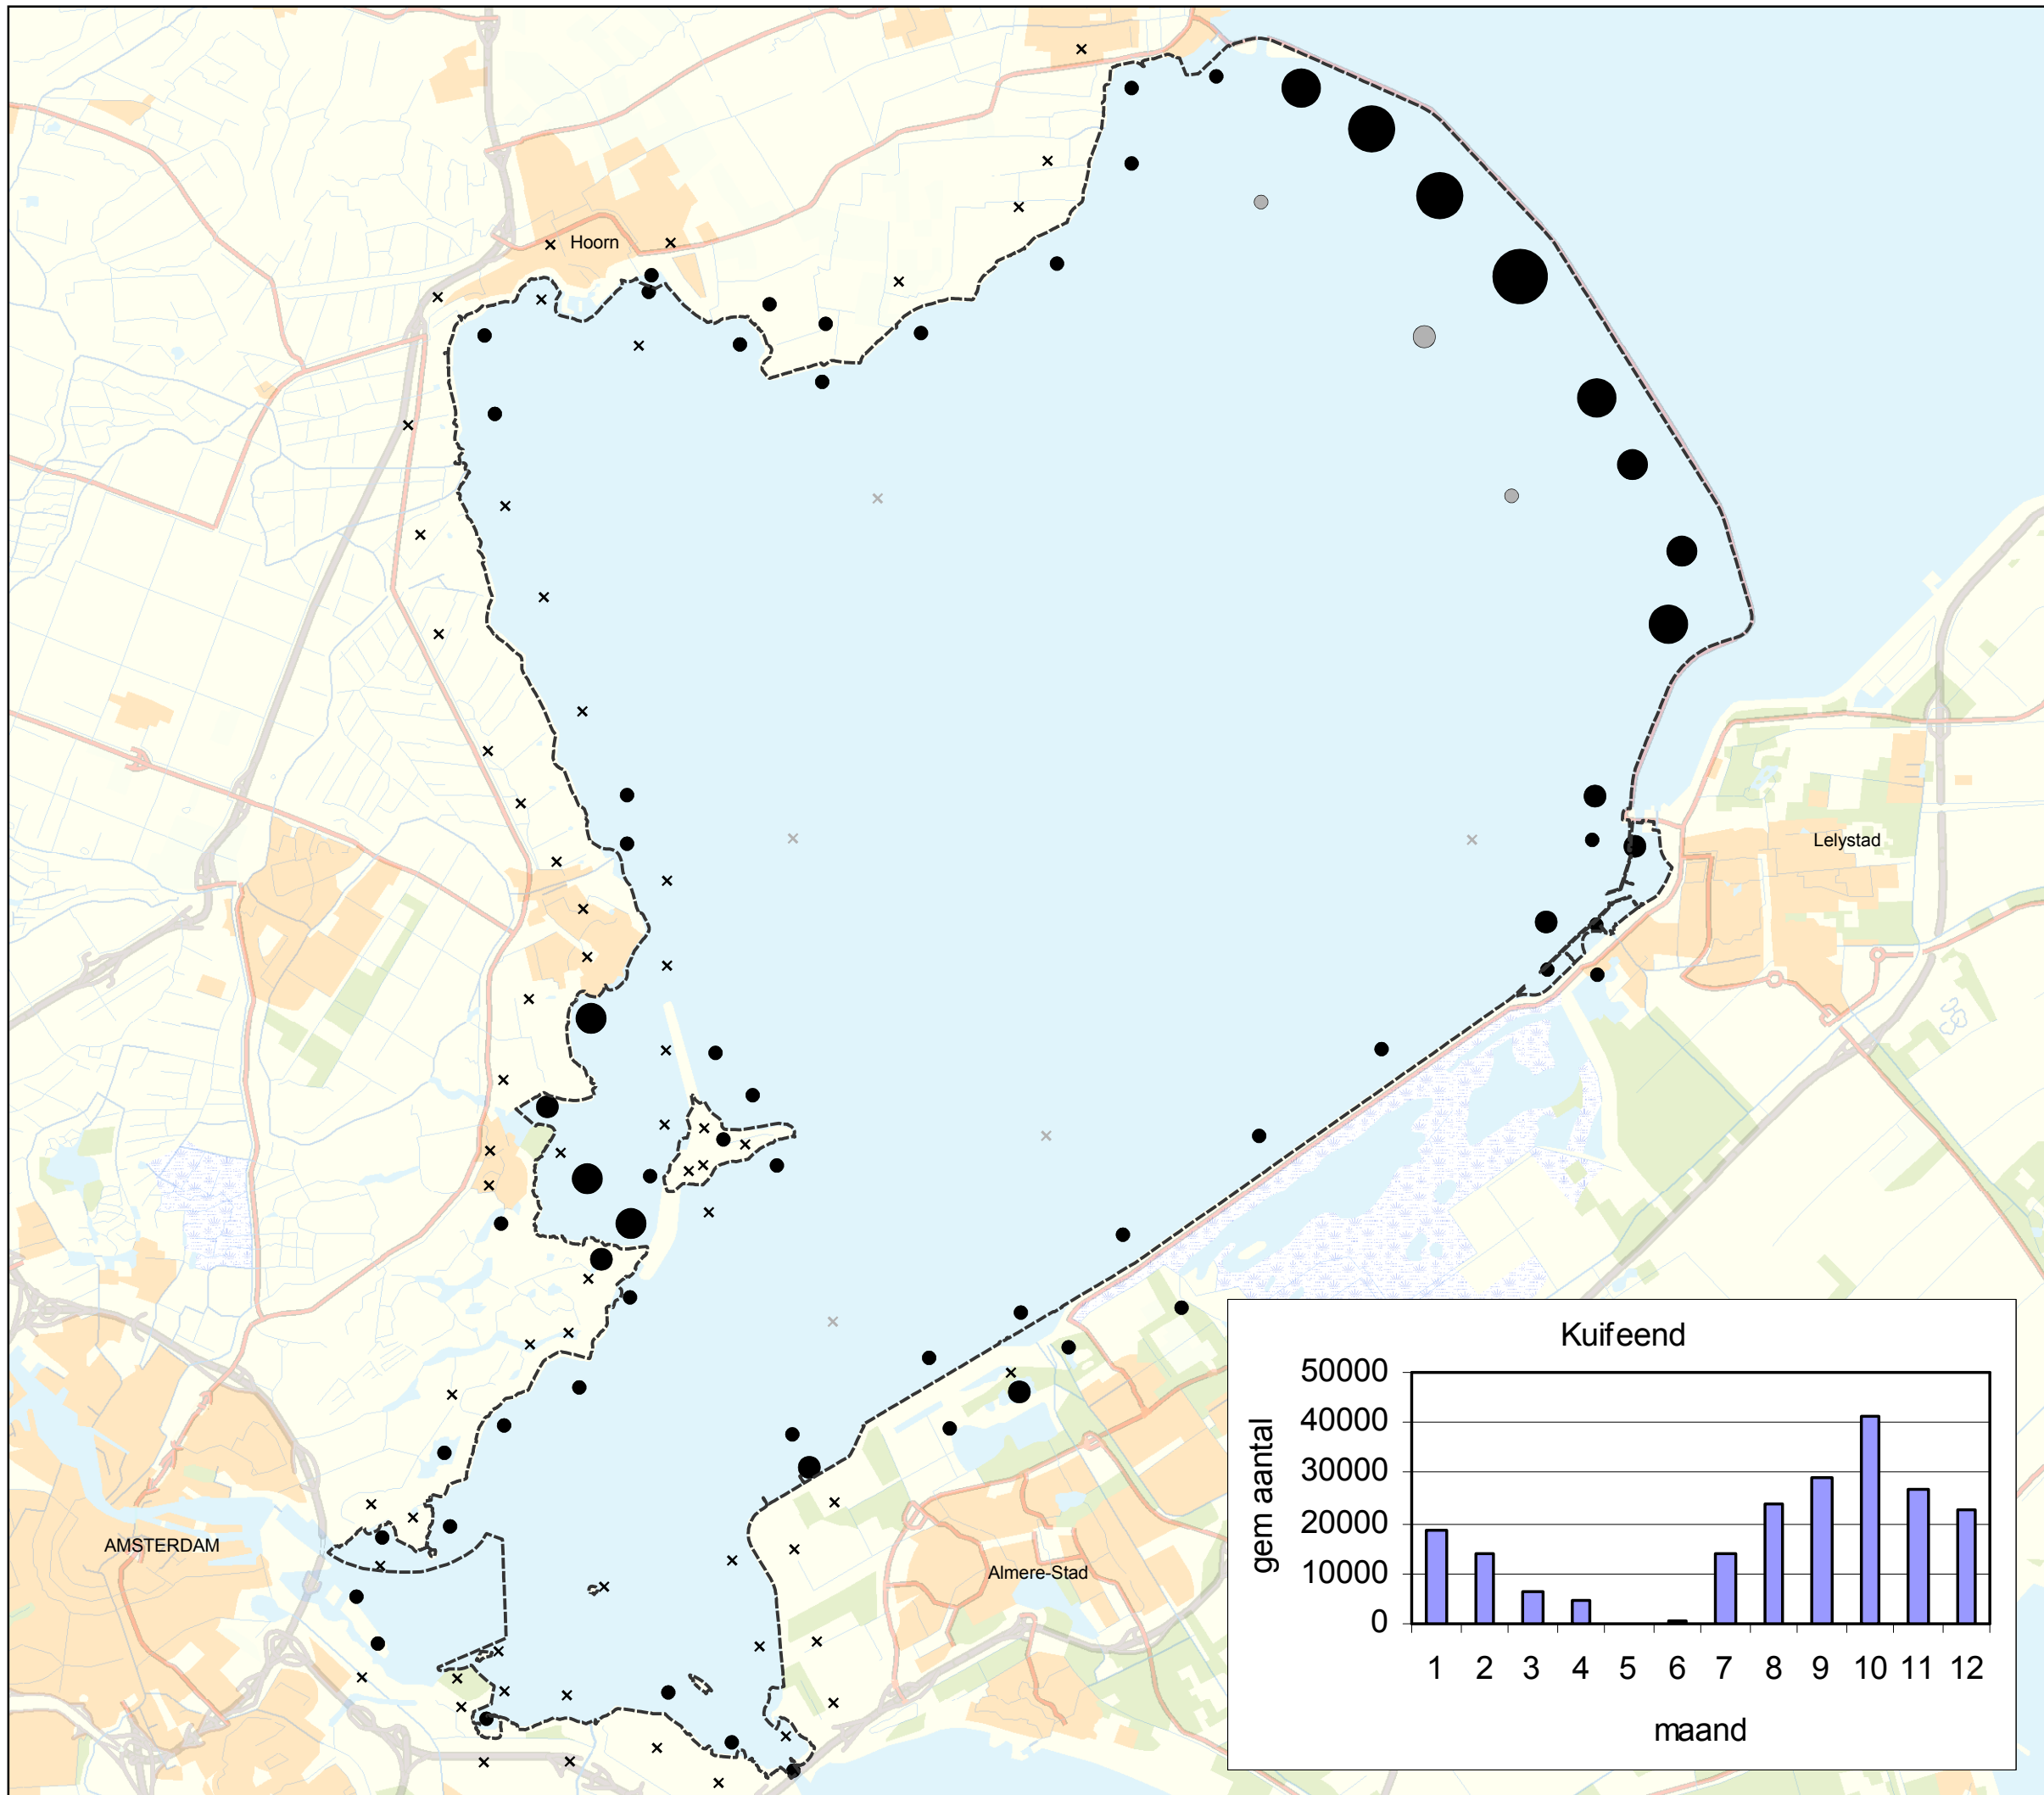 Hoorn
Lelystad
AMSTERDAM
Almere-Stad
Kuifeend
gem aantal
50000
40000
30000
20000
10000
0
1 2 3 4 5 6 7 8 9 10 11 12
maand